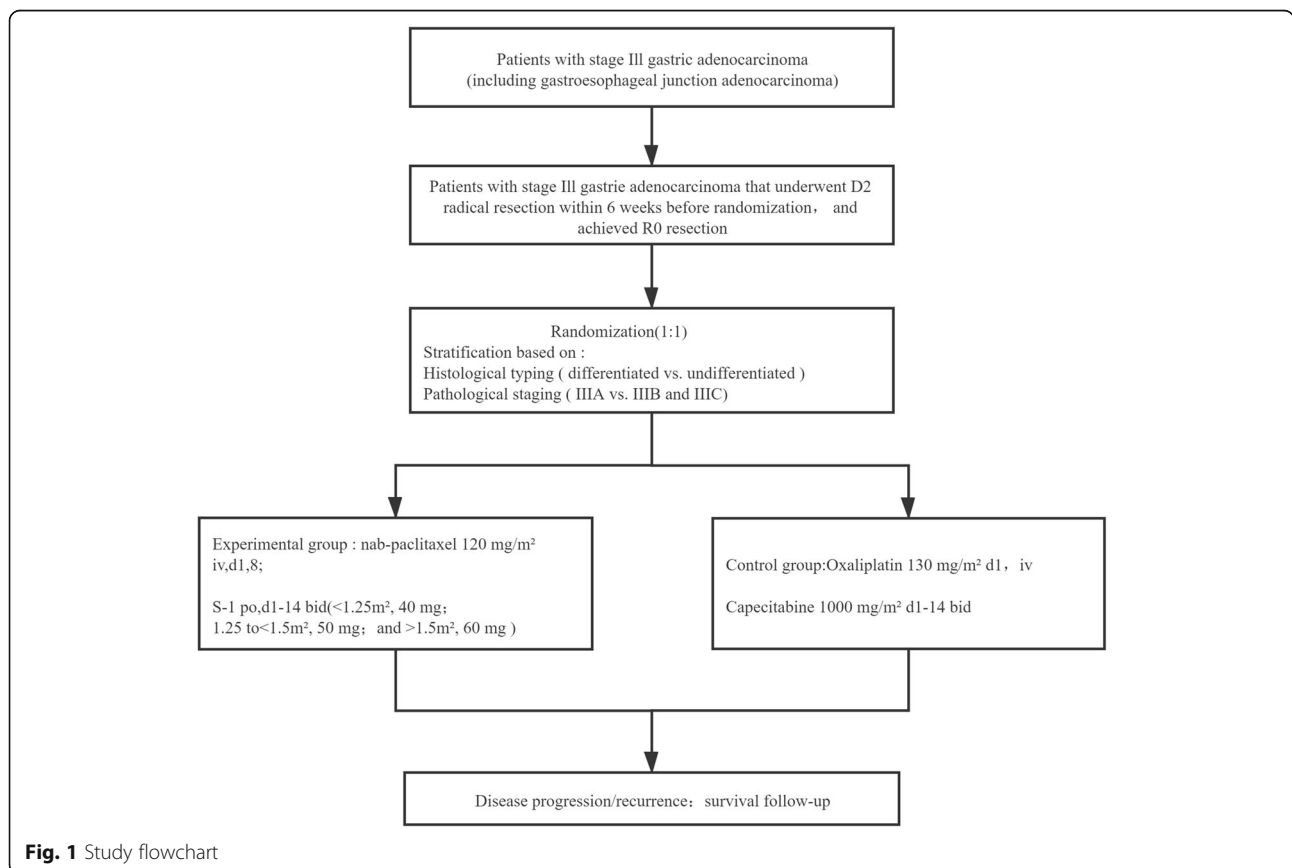 Patients with stage Ill gastric adenocarcinoma
(including gastroesophageal junction adenocarcinoma)
Patients with stage Ill gastrie adenocarcinoma that underwent D2
radical resection within 6 weeks before randomization， and
achieved R0 resection
Randomization(1:1)
Stratification based on :
Histological typing ( differentiated vs. undifferentiated )
Pathological staging ( IIIA vs. IIIB and IIIC)
Experimental group : nab-paclitaxel 120 mg/m²
iv,d1,8;
S-1 po,d1-14 bid(<1.25m², 40 mg；
1.25 to<1.5m², 50 mg；and >1.5m², 60 mg )
Control group:Oxaliplatin 130 mg/m² d1，iv
Capecitabine 1000 mg/m² d1-14 bid
Disease progression/recurrence：survival follow-up
Fig. 1 Study flowchart